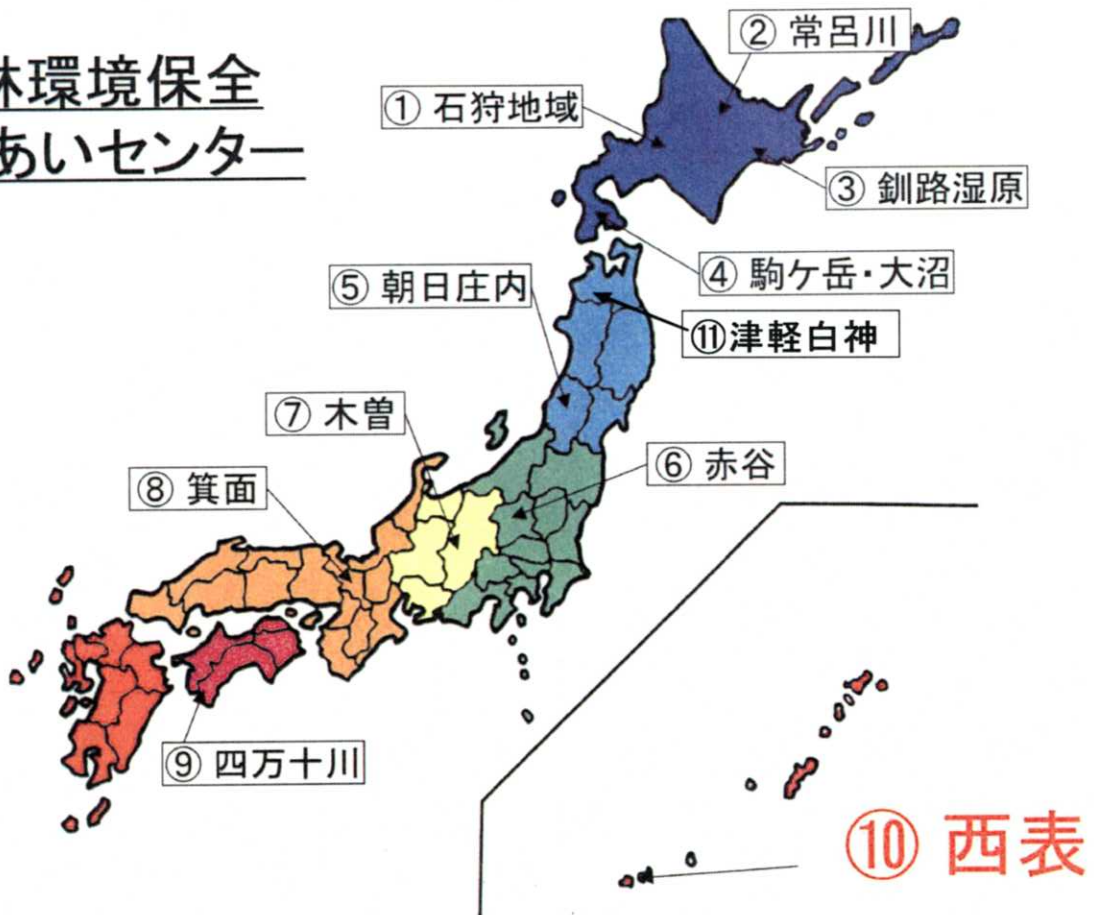 林環境保全
あいセンター
② 常呂川
① 石狩地域
③ 釧路湿原
④ 駒ケ岳・大沼
⑤ 朝日庄内
⑪津軽白神
⑦ 木曽
⑥ 赤谷
⑧ 箕面
⑨ 四万十川
⑩ 西表